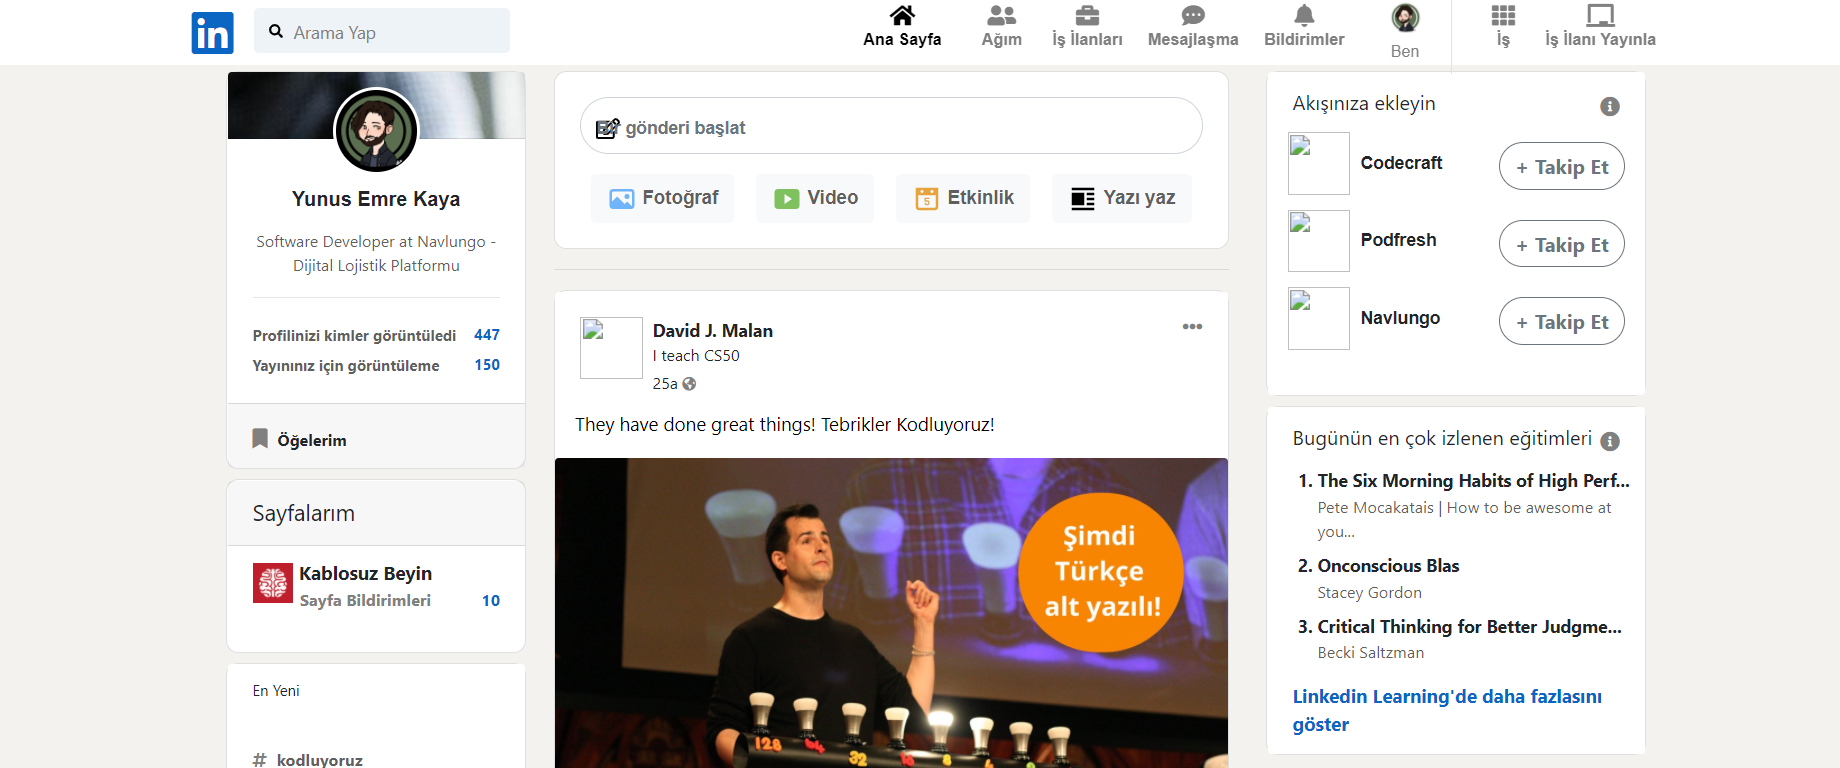 in
Arama Yap
Ana Sayfa
Ağım
İş İlanları
Mesajlaşma
Bildirimler
Ben
İş
İş İlanı Yayınla
Yunus Emre Kaya
Software Developer at Navlungo -
Dijital Lojistik Platformu
Profilinizi kimler görüntüledi 447
Yayınınız için görüntüleme 150
Öğelerim
Sayfalarım
Kablosuz Beyin
Sayfa Bildirimleri 10
En Yeni
# kodluyoruz
Bir gönderi başlat
Fotoğraf
Video
5
Etkinlik
Yazı yaz
David J. Malan
I teach CS50
25a
They have done great things! Tebrikler Kodluyoruz!
Şimdi
Türkçe
alt yazılı!
128
64
32
16
8
4
Akışınıza ekleyin
Codecraft
+ Takip Et
Podfresh
+ Takip Et
Navlungo
+ Takip Et
Bugünün en çok izlenen eğitimleri
1. The Six Morning Habits of High Perf...
Pete Mocakatais | How to be awesome at
you...
2. Onconscious Blas
Stacey Gordon
3. Critical Thinking for Better Judgme...
Becki Saltzman
Linkedin Learning'de daha fazlasını
göster